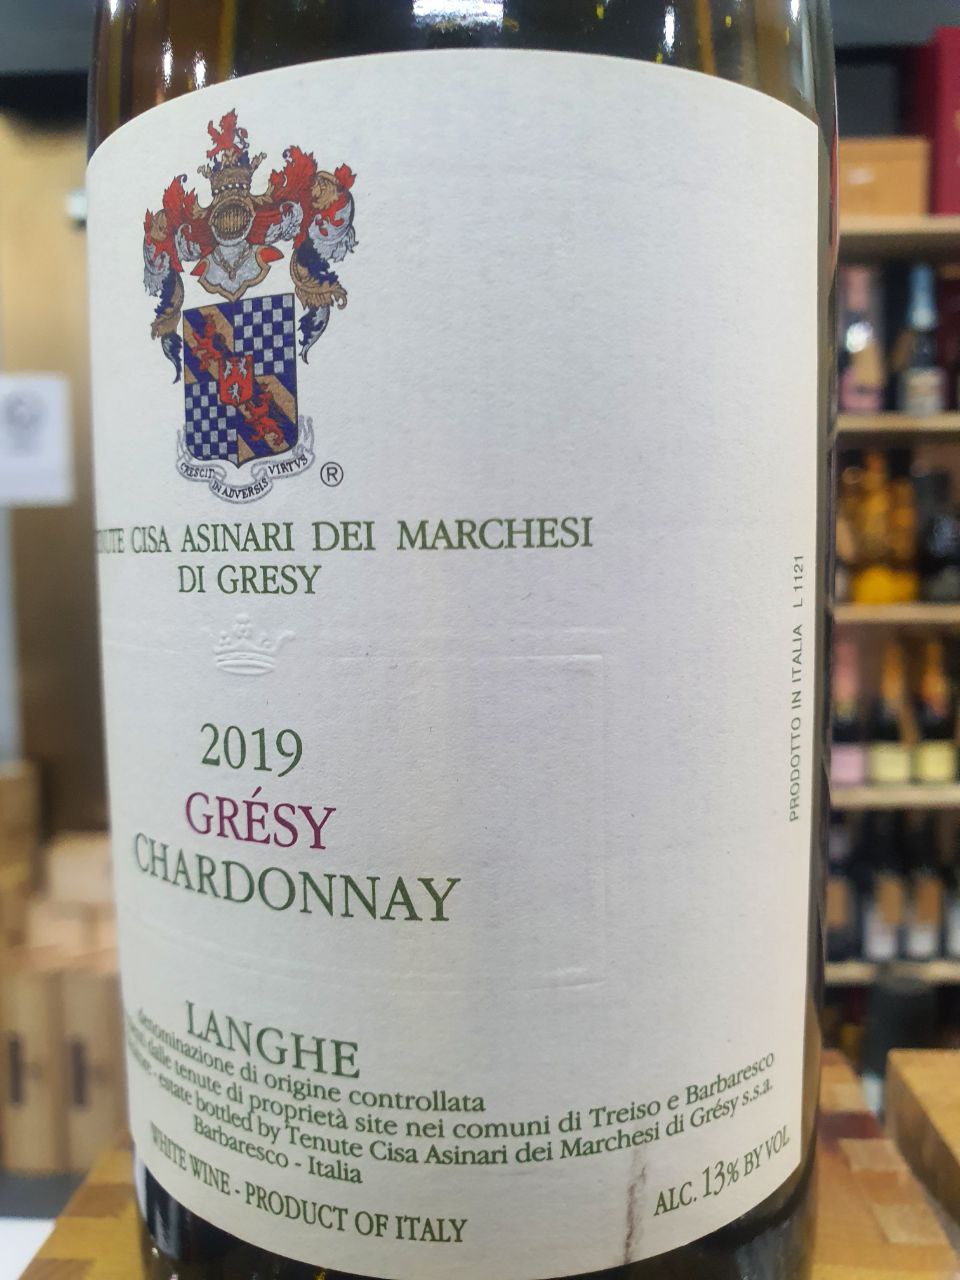 CRESCIT IN ADVERSIS VIRTVS
®
CISA ASINARI DEI MARCHESI
DI GRESY
2019
GRÉSY
CHARDONNAY
LANGHE
denominazione di origine controllata
dalle tenute di proprietà site nei comuni di Treiso e Barbaresco
estate bottled by Tenute Cisa Asinari dei Marchesi di Grésy s.s.a.
Barbaresco - Italia
WHITE WINE - PRODUCT OF ITALY
ALC. 13% BY VOL
PRODOTTO IN ITALIA L 1121